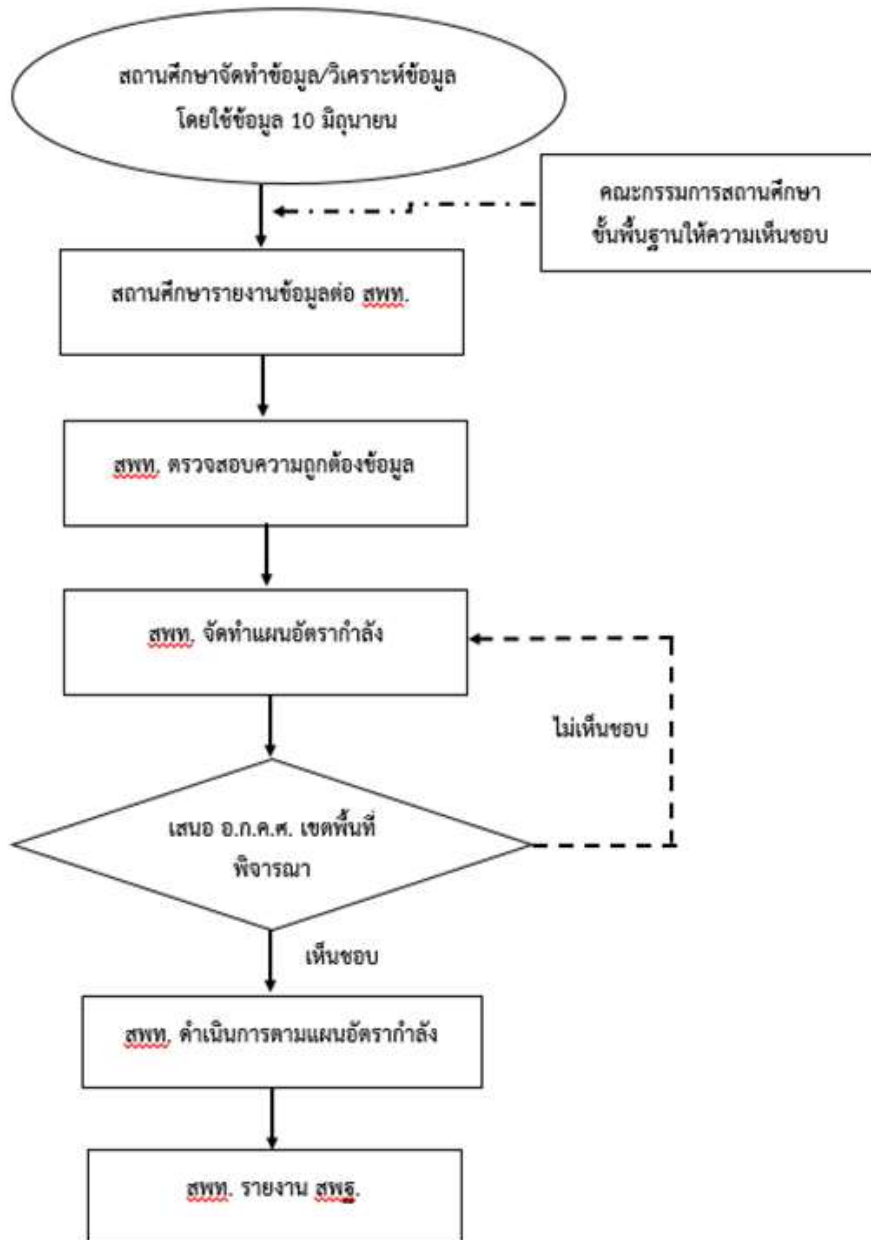 สถานศึกษาจัดทำข้อมูล/วิเคราะห์ข้อมูล
โดยใช้ข้อมูล 10 มิถุนายน
คณะกรรมการสถานศึกษา
ขั้นพื้นฐานให้ความเห็นชอบ
สถานศึกษารายงานข้อมูลต่อ สพท.
สพท. ตรวจสอบความถูกต้องข้อมูล
สพท. จัดทำแผนอัตรากำลัง
ไม่เห็นชอบ
เสนอ อ.ก.ค.ศ. เขตพื้นที่
พิจารณา
เห็นชอบ
สพท. ดำเนินการตามแผนอัตรากำลัง
สพท. รายงาน สพฐ.